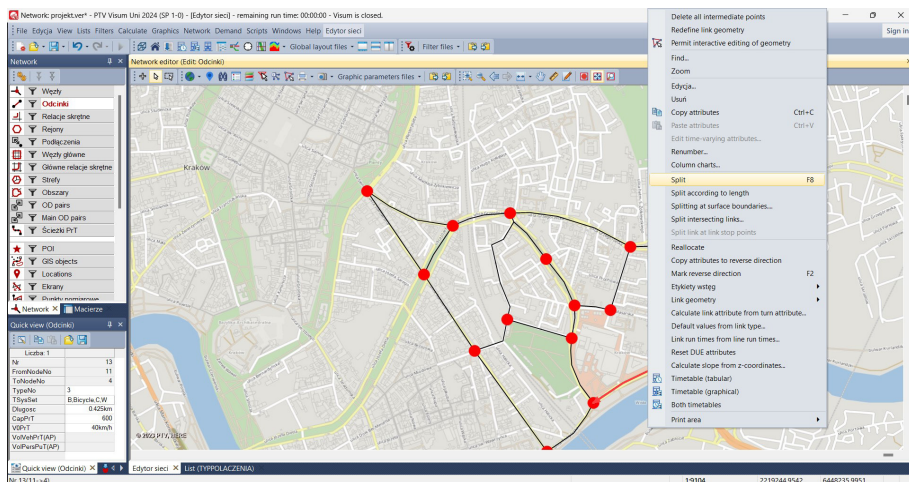 Network: projekt.ver* - PTV Visum Uni 2024 (SP 1-0) - [Edytor sieci] - remaining run time: 00:00:00 - Visum is closed.
File Edycja View Lists Filters Calculate Graphics Network Demand Scripts Windows Help Edytor sieci
Sign in
Global layout files
Filter files
Network
Network editor (Edit: Odcinki)
Graphic parameters files
Węzły
Odcinki
Relacje skrętne
Rejony
Podłączenia
Węzły główne
Główne relacje skrętne
Strefy
Obszary
OD pairs
Main OD pairs
Ścieżki PrT
POI
GIS objects
Locations
Ekrany
Punkty pomiarowe
Network
Macierze
Quick view (Odcinki)
Liczba: 1
Nr 13
FromNodeNo 11
ToNodeNo 4
TypeNo 3
TSysSet B,Bicycle,C,W
Dlugosc 0.425km
CapPrT 600
V0PrT 40km/h
VolVehPrT(AP)
VolPersPuT(AP)
Kraków
© 2023 PTV, HERE
Delete all intermediate points
Redefine link geometry
Permit interactive editing of geometry
Find...
Zoom
Edycja...
Usuń
Copy attributes Ctrl+C
Paste attributes Ctrl+V
Edit time-varying attributes...
Renumber...
Column charts...
Split F8
Split according to length
Splitting at surface boundaries...
Split intersecting links...
Split link at link stop points
Reallocate
Copy attributes to reverse direction
Mark reverse direction F2
Etykiety wstęg
Link geometry
Calculate link attribute from turn attribute...
Default values from link type...
Link run times from line run times...
Reset DUE attributes
Calculate slope from z-coordinates...
Timetable (tabular)
Timetable (graphical)
Both timetables
Print area
Quick view (Odcinki)
Edytor sieci
List (TYPPOLACZENIA)
Nr 13(11->4)
1:9104
2219244.9542
6448235.9951